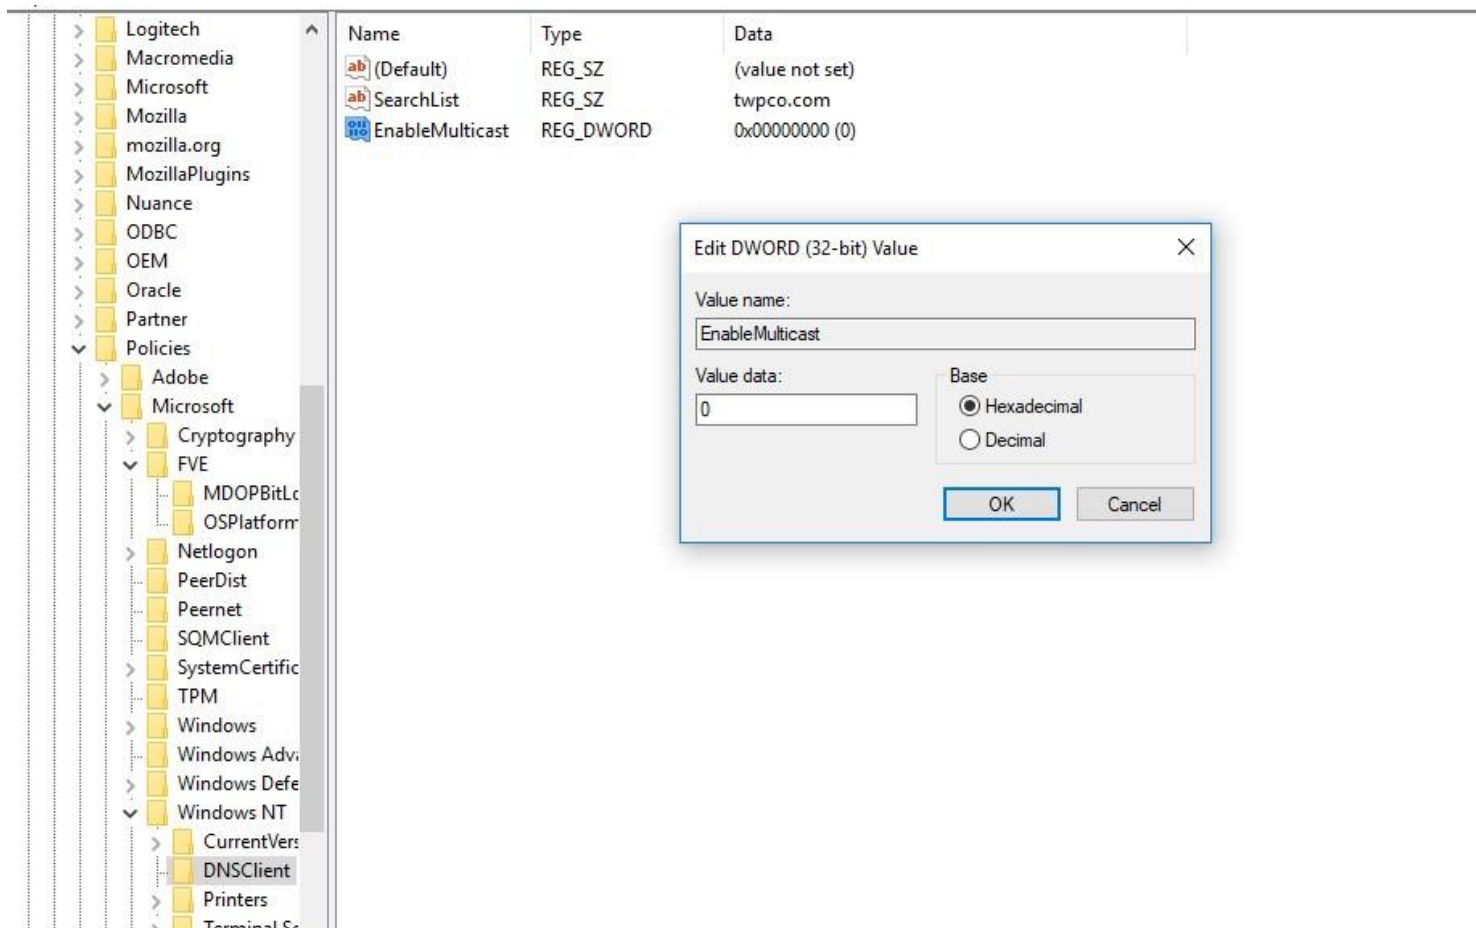 Logitech
Macromedia
Microsoft
Mozilla
mozilla.org
MozillaPlugins
Nuance
ODBC
OEM
Oracle
Partner
Policies
Adobe
Microsoft
Cryptography
FVE
MDOPBitLo
OSPlatform
Netlogon
PeerDist
Peernet
SQMClient
SystemCertific
TPM
Windows
Windows Adva
Windows Defe
Windows NT
CurrentVers
DNSClient
Printers
Name Type Data
(Default) REG_SZ (value not set)
SearchList REG_SZ twpco.com
EnableMulticast REG_DWORD 0x00000000 (0)
Edit DWORD (32-bit) Value
Value name:
EnableMulticast
Value data:
0
Base
Hexadecimal
Decimal
OK Cancel